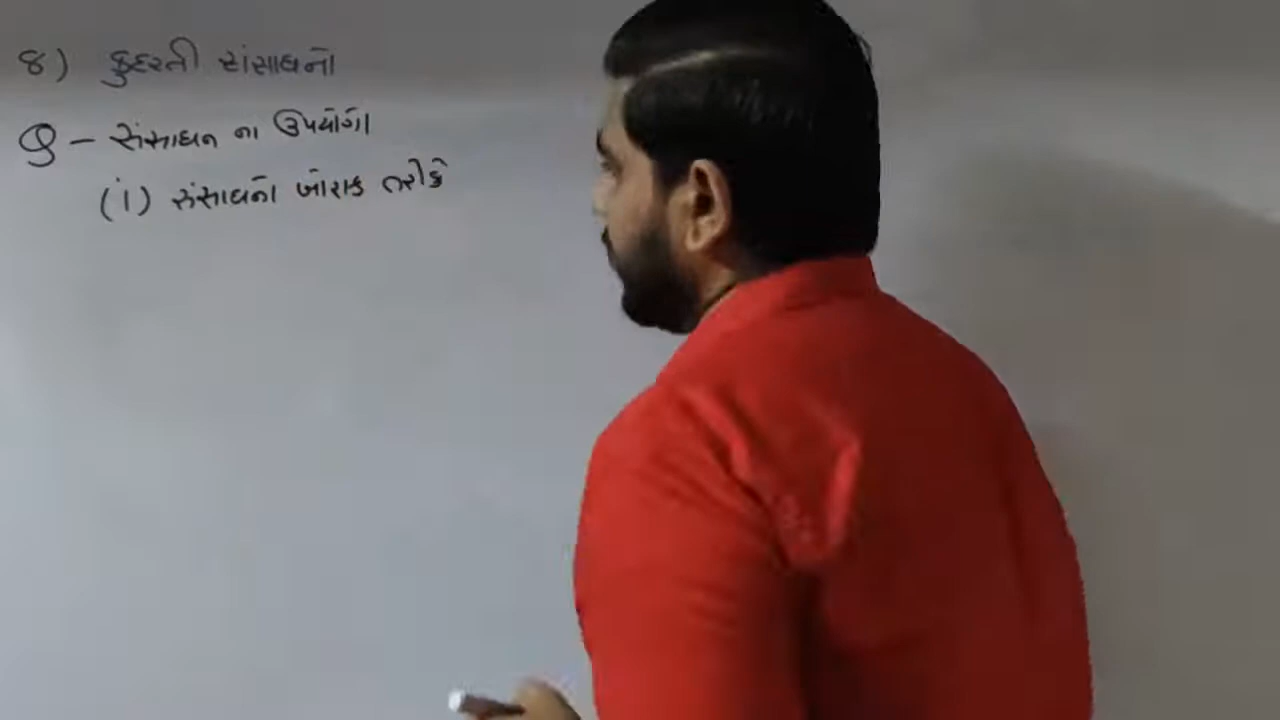 ૪) કુદરતી સંસાધનો
Q - સંસાધન ના ઉપયોગો
(i) સંસાધનો ખોરાક તરીકે